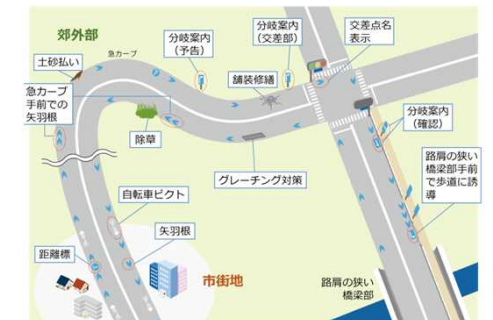 郊外部
急カーブ
土砂払い
急カーブ
手前での
矢羽根
分岐案内
(予告)
分岐案内
(交差部)
交差点名
表示
舗装修繕
除草
グレーチング対策
分岐案内
(確認)
路肩の狭い
橋梁部手前
で歩道に誘
導
自転車ピクト
矢羽根
距離標
市街地
路肩の狭い
橋梁部